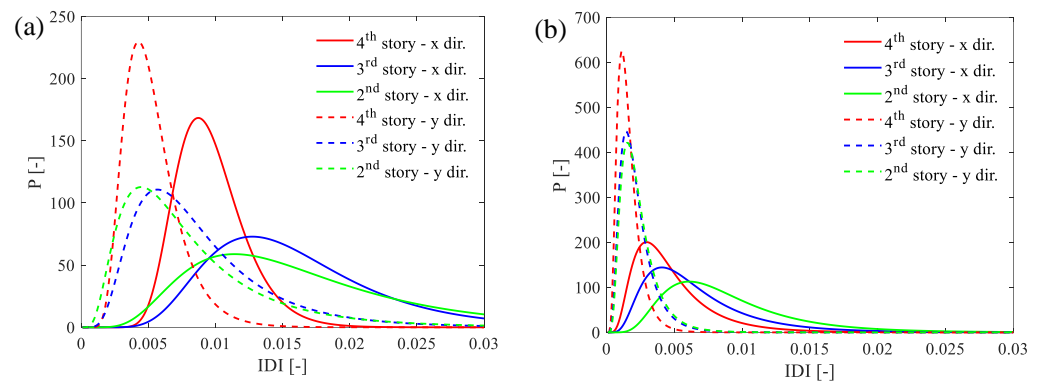 (a)
250
200
150
100
50
0
P [-]
0 0.005 0.01 0.015 0.02 0.025 0.03
IDI [-]
4th story - x dir.
3rd story - x dir.
2nd story - x dir.
4th story - y dir.
3rd story - y dir.
2nd story - y dir.
(b)
700
600
500
400
300
200
100
0
P [-]
0 0.005 0.01 0.015 0.02 0.025 0.03
IDI [-]
4th story - x dir.
3rd story - x dir.
2nd story - x dir.
4th story - y dir.
3rd story - y dir.
2nd story - y dir.